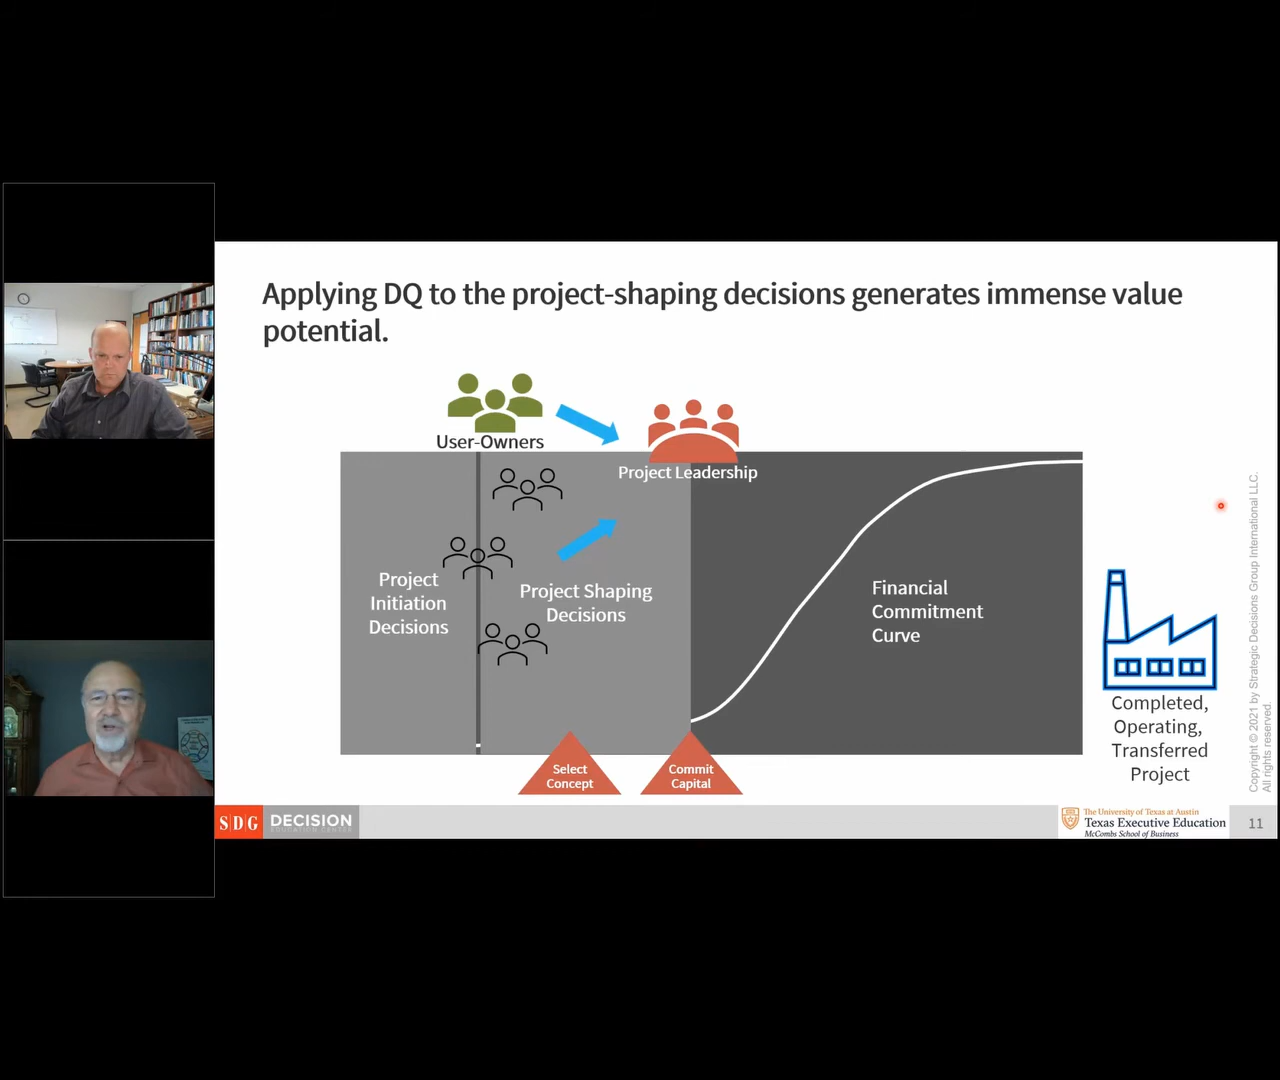 Applying DQ to the project-shaping decisions generates immense value
potential.
User-Owners
Project Leadership
Project
Initiation
Decisions
Project Shaping
Decisions
Financial
Commitment
Curve
Select
Concept
Commit
Capital
Completed,
Operating,
Transferred
Project
Copyright © 2021 by Strategic Decisions Group International LLC.
All rights reserved.
SDG
DECISION
EDUCATION CENTER
The University of Texas at Austin
Texas Executive Education
McCombs School of Business
11